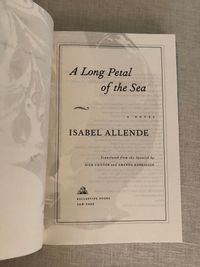 A Long Petal
of the Sea
A NOVEL
ISABEL ALLENDE
Translated from the Spanish by
NICK CAISTOR and AMANDA HOPKINSON
BALLANTINE BOOKS
NEW YORK